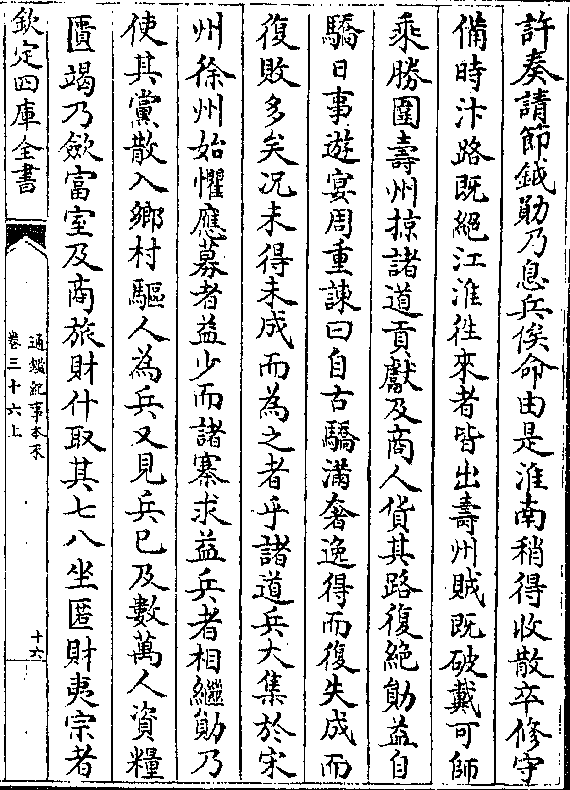 許奏請節鉞勛乃息兵俟命由是淮南稍得收散卒修守
備時汴路既絕江淮往來者皆出壽州賊既破戴可師
乘勝圍壽州掠諸道貢獻及商人貨其路復絕勛益自
驕日事遊宴周重諫曰自古驕滿奢逸得而復失成而
復敗多矣况未得未成而為之者乎諸道兵大集於宋
州徐州始懼應募者益少而諸寨求益兵者相繼勛乃
使其黨散入鄉村驅人為兵又見兵已及數萬人資糧
匱竭乃歛富室及商旅財什取其七八坐匿財夷宗者
欽定四庫全書
通鑑紀事本末
卷三十六上
十六